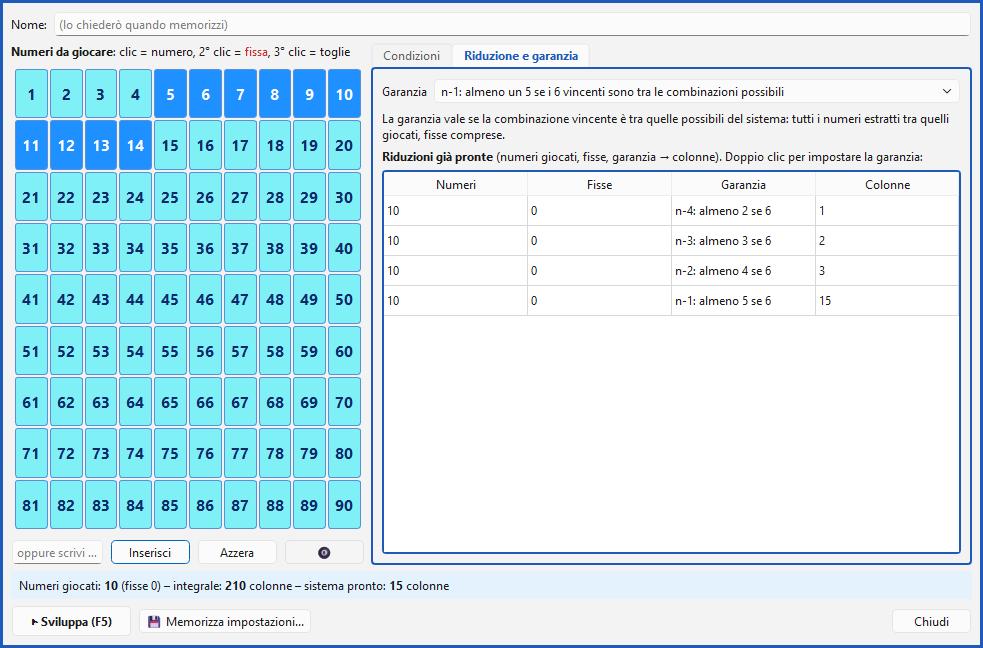 Nome: (lo chiederò quando memorizzi)
Numeri da giocare: clic = numero, 2° clic = fissa, 3° clic = toglie
1 2 3 4 5 6 7 8 9 10
11 12 13 14 15 16 17 18 19 20
21 22 23 24 25 26 27 28 29 30
31 32 33 34 35 36 37 38 39 40
41 42 43 44 45 46 47 48 49 50
51 52 53 54 55 56 57 58 59 60
61 62 63 64 65 66 67 68 69 70
71 72 73 74 75 76 77 78 79 80
81 82 83 84 85 86 87 88 89 90
oppure scrivi ... Inserisci Azzera
Condizioni Riduzione e garanzia
Garanzia n-1: almeno un 5 se i 6 vincenti sono tra le combinazioni possibili
La garanzia vale se la combinazione vincente è tra quelle possibili del sistema: tutti i numeri estratti tra quelli
giocati, fisse comprese.
Riduzioni già pronte (numeri giocati, fisse, garanzia → colonne). Doppio clic per impostare la garanzia:
Numeri Fisse Garanzia Colonne
10 0 n-4: almeno 2 se 6 1
10 0 n-3: almeno 3 se 6 2
10 0 n-2: almeno 4 se 6 3
10 0 n-1: almeno 5 se 6 15
Numeri giocati: 10 (fisse 0) – integrale: 210 colonne – sistema pronto: 15 colonne
Sviluppa (F5) Memorizza impostazioni... Chiudi